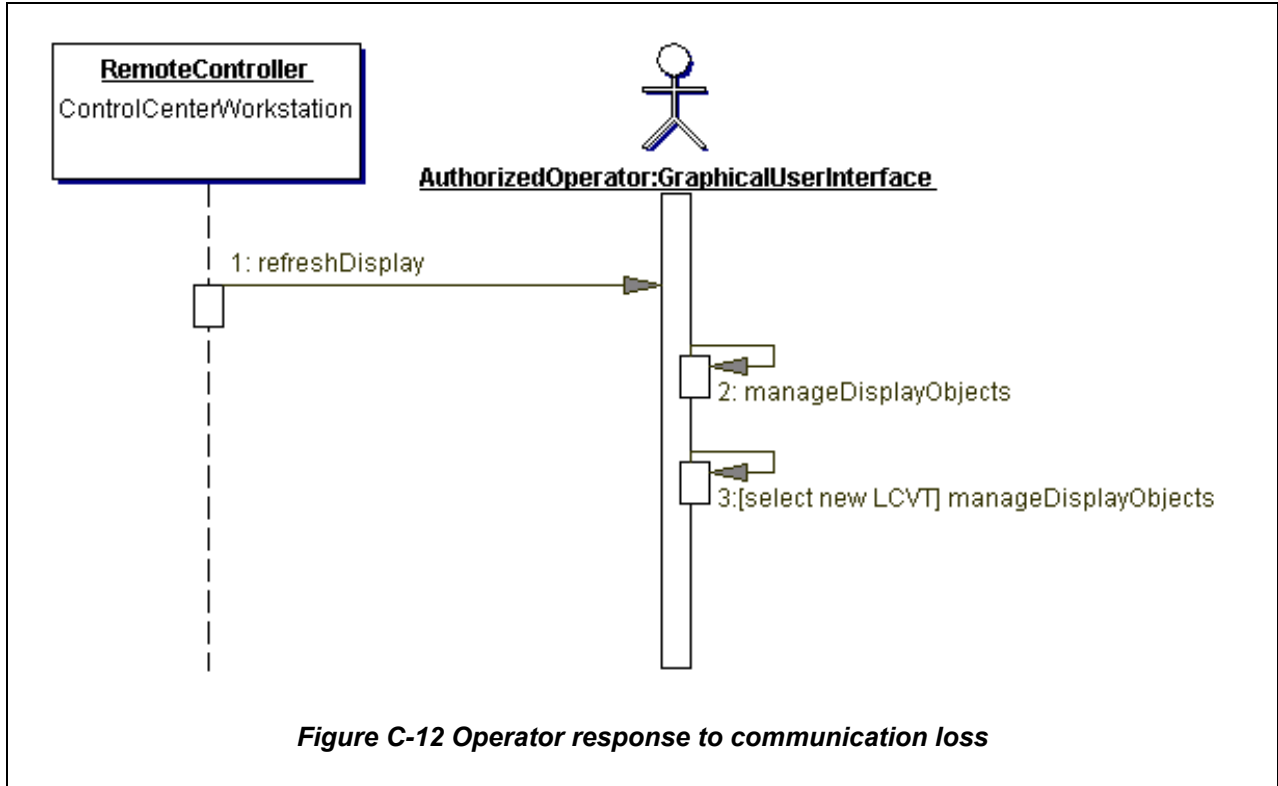 RemoteController
ControlCenterWorkstation
AuthorizedOperator:GraphicalUserInterface
1: refreshDisplay
2: manageDisplayObjects
3:[select new LCVT] manageDisplayObjects
Figure C-12 Operator response to communication loss